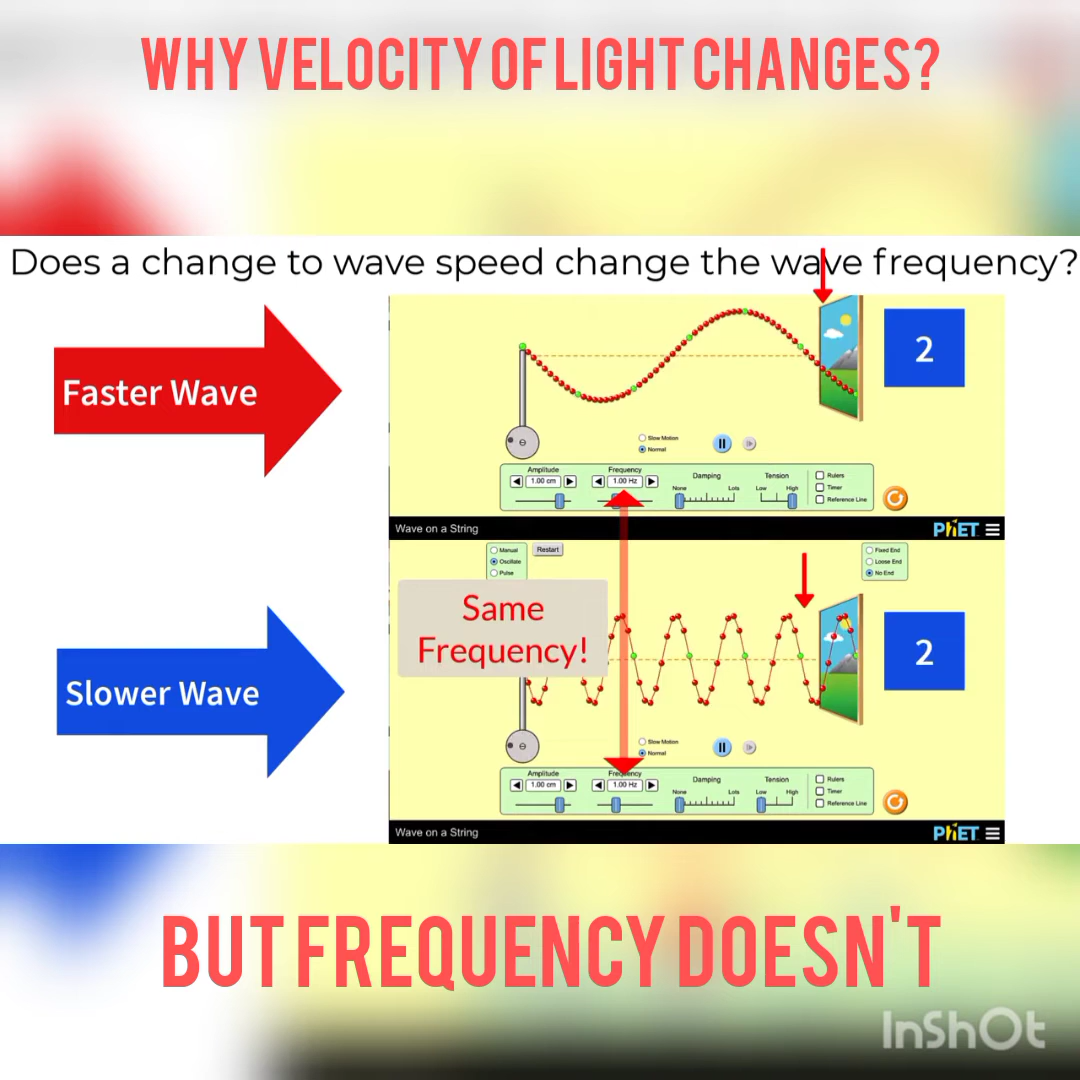 WHY VELOCITY OF LIGHT CHANGES?
Does a change to wave speed change the wave frequency?
Faster Wave
2
Slow Motion
Normal
Amplitude
1.00 cm
Frequency
1.00 Hz
Damping
None
Lots
Tension
Low
High
Rulers
Timer
Reference Line
Wave on a String
PhET
Manual
Oscillate
Pulse
Restart
Fixed End
Loose End
No End
Same
Frequency!
Slower Wave
2
Slow Motion
Normal
Amplitude
1.00 cm
Frequency
1.00 Hz
Damping
None
Lots
Tension
Low
High
Rulers
Timer
Reference Line
Wave on a String
PhET
BUT FREQUENCY DOESN'T
InShOt